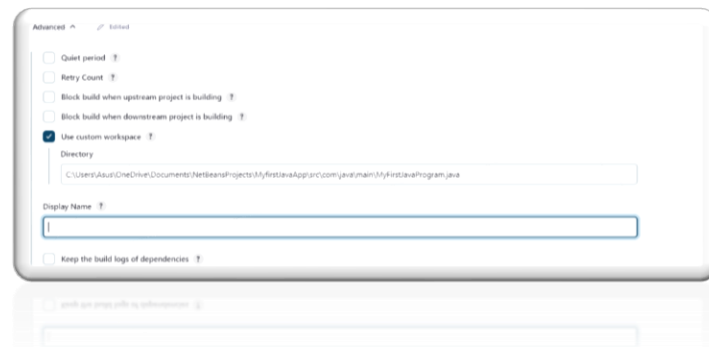 Advanced ^ Edited
Quiet period ?
Retry Count ?
Block build when upstream project is building ?
Block build when downstream project is building ?
Use custom workspace ?
Directory
C:\Users\Asus\OneDrive\Documents\NetBeansProjects\MyfirstJavaApp\src\com\java\main\MyFirstJavaProgram.java
Display Name ?
Keep the build logs of dependencies ?